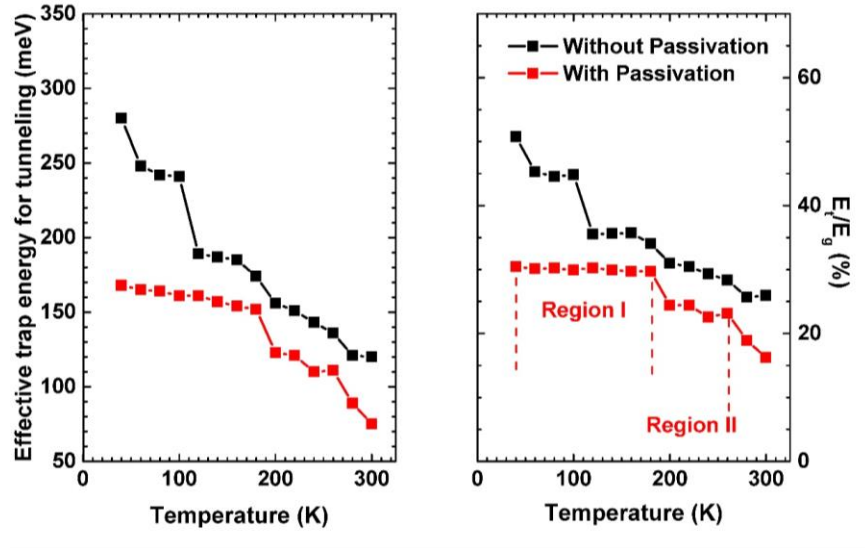 350
300
250
200
150
100
50
0
100
200
300
Effective trap energy for tunneling (meV)
Temperature (K)
Without Passivation
With Passivation
Region I
Region II
60
40
20
0
0
100
200
300
Et/Eg (%)
Temperature (K)